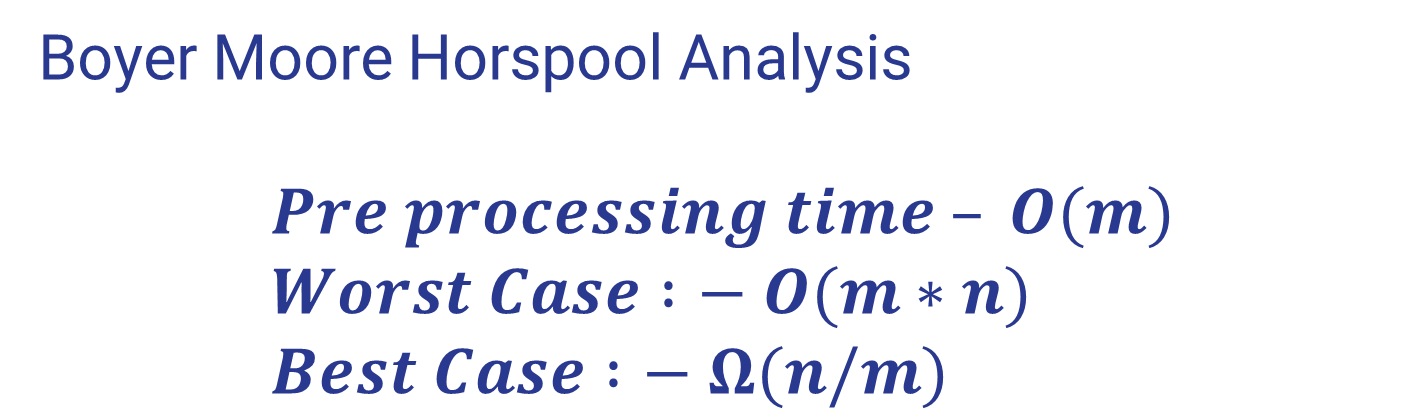 Boyer Moore Horspool Analysis
Pre processing time – O(m)
Worst Case : − O(m ∗ n)
Best Case : − Ω(n/m)